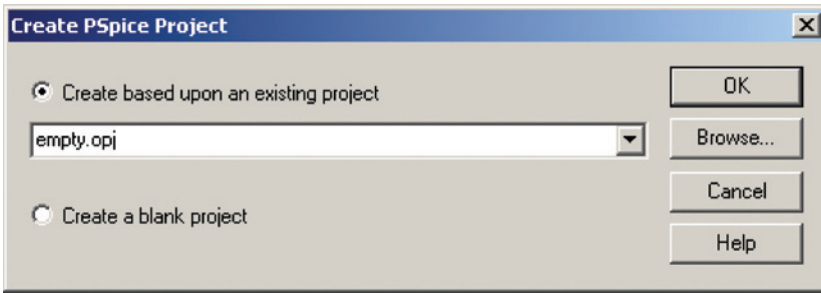 Create PSpice Project
Create based upon an existing project
empty.opj
Create a blank project
OK
Browse...
Cancel
Help